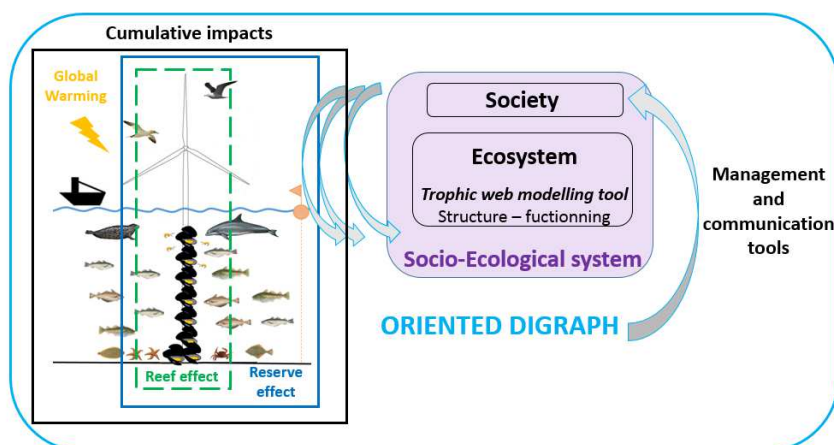 Cumulative impacts
Global
Warming
Reef effect
Reserve
effect
Society
Ecosystem
Trophic web modelling tool
Structure – fuctionning
Socio-Ecological system
ORIENTED DIGRAPH
Management
and
communication
tools